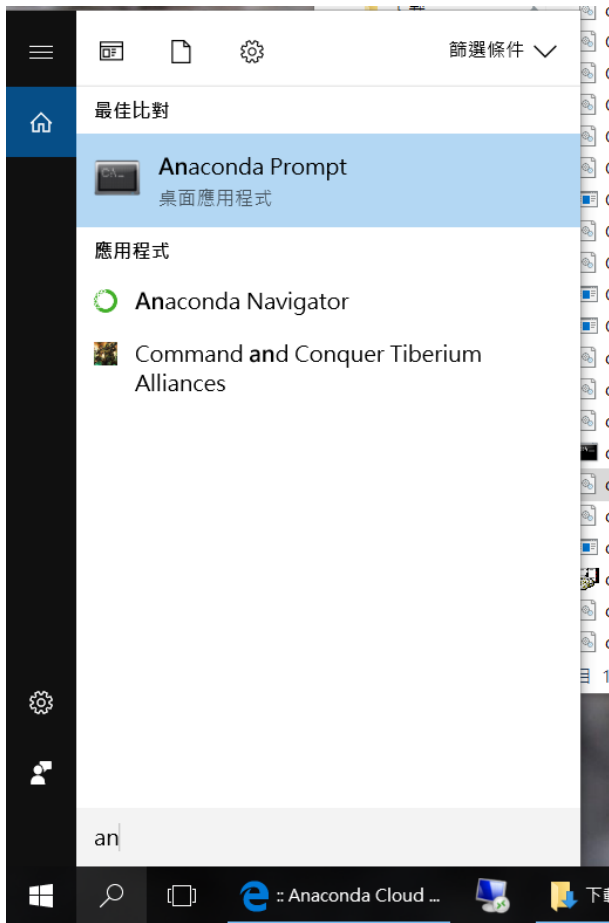 篩選條件
最佳比對
Anaconda Prompt
桌面應用程式
應用程式
Anaconda Navigator
Command and Conquer Tiberium
Alliances
an
:: Anaconda Cloud ...